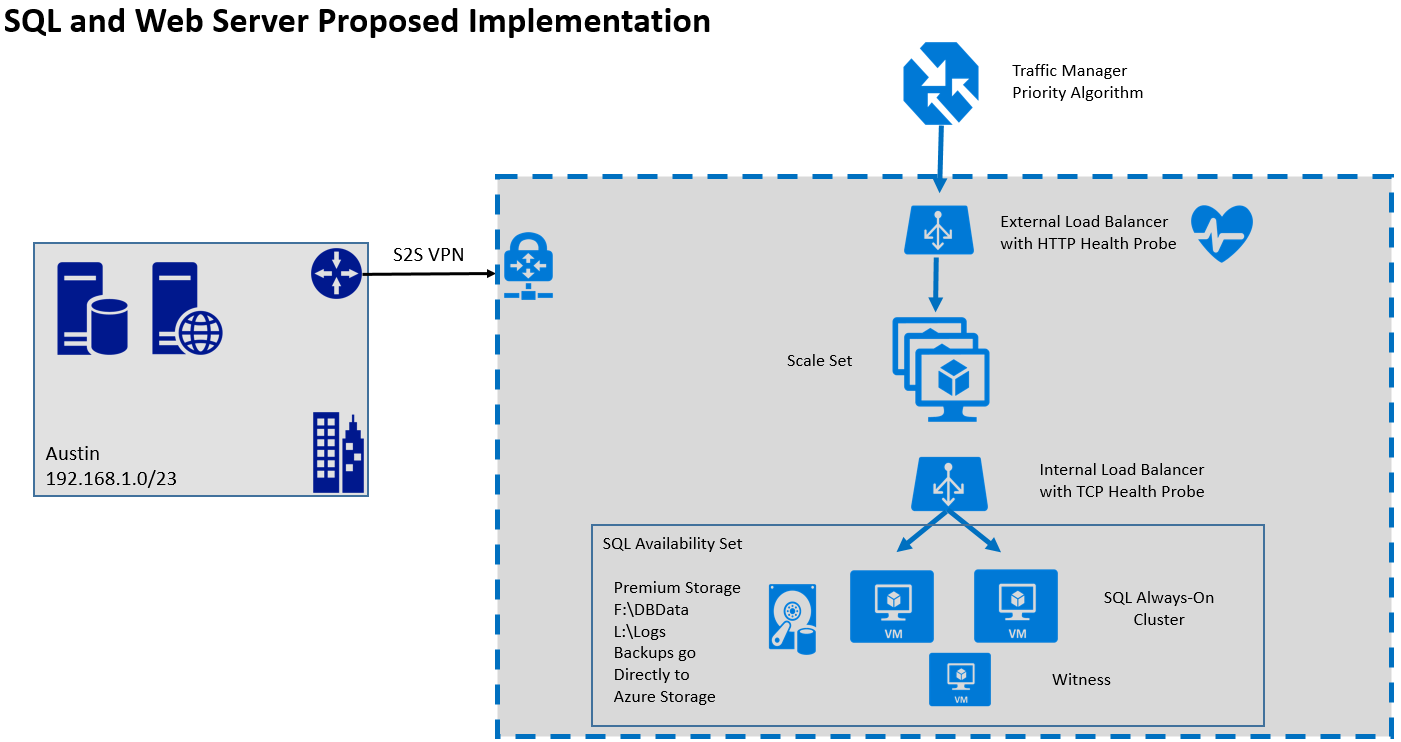 SQL and Web Server Proposed Implementation
Traffic Manager
Priority Algorithm
External Load Balancer
with HTTP Health Probe
S2S VPN
Scale Set
Austin
192.168.1.0/23
Internal Load Balancer
with TCP Health Probe
SQL Availability Set
Premium Storage
F:\DBData
L:\Logs
Backups go
Directly to
Azure Storage
VM
VM
SQL Always-On
Cluster
VM
Witness